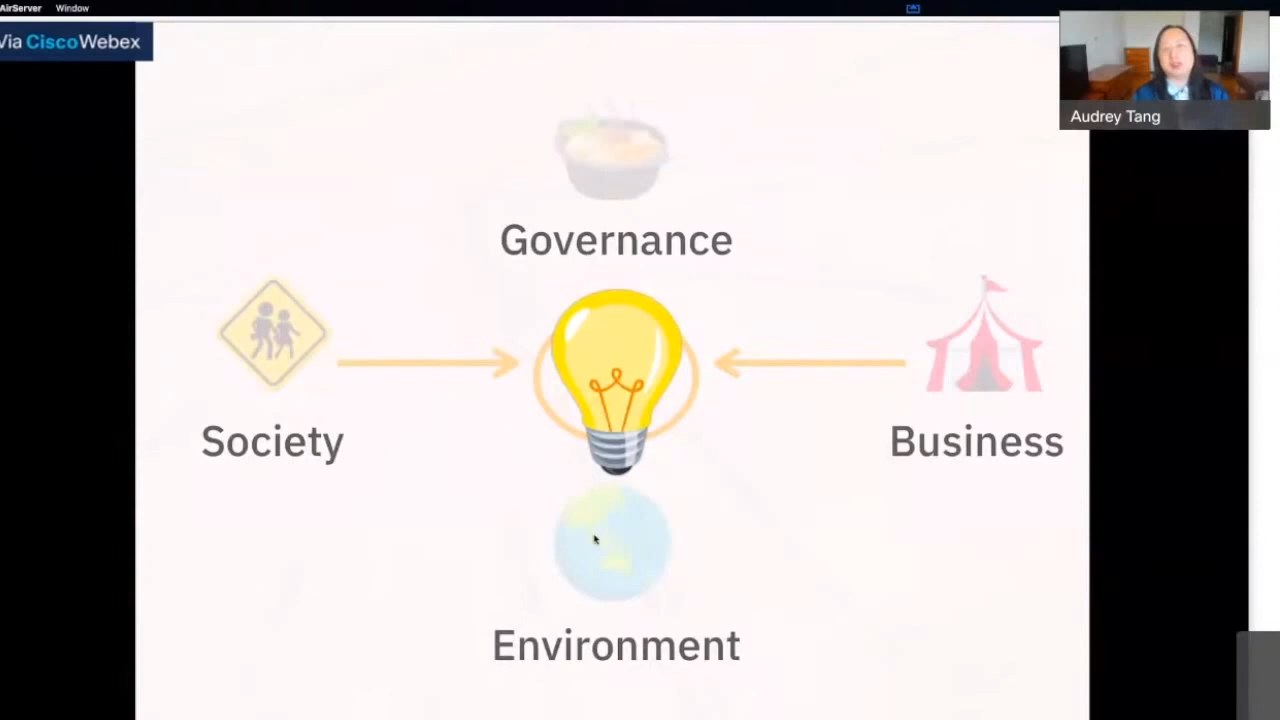 AirServer Window
Via CiscoWebex
Audrey Tang
Governance
Society
Business
Environment